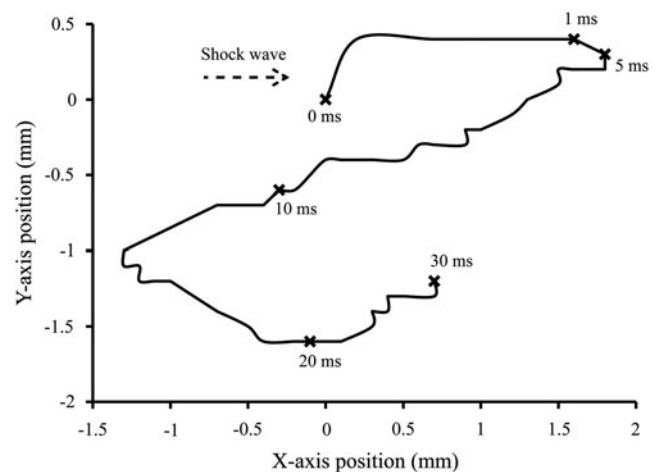 0.5
1 ms
Shock wave
5 ms
0
0 ms
-0.5
10 ms
Y-axis position (mm)
-1
30 ms
-1.5
20 ms
-2
-1.5 -1 -0.5 0 0.5 1 1.5 2
X-axis position (mm)